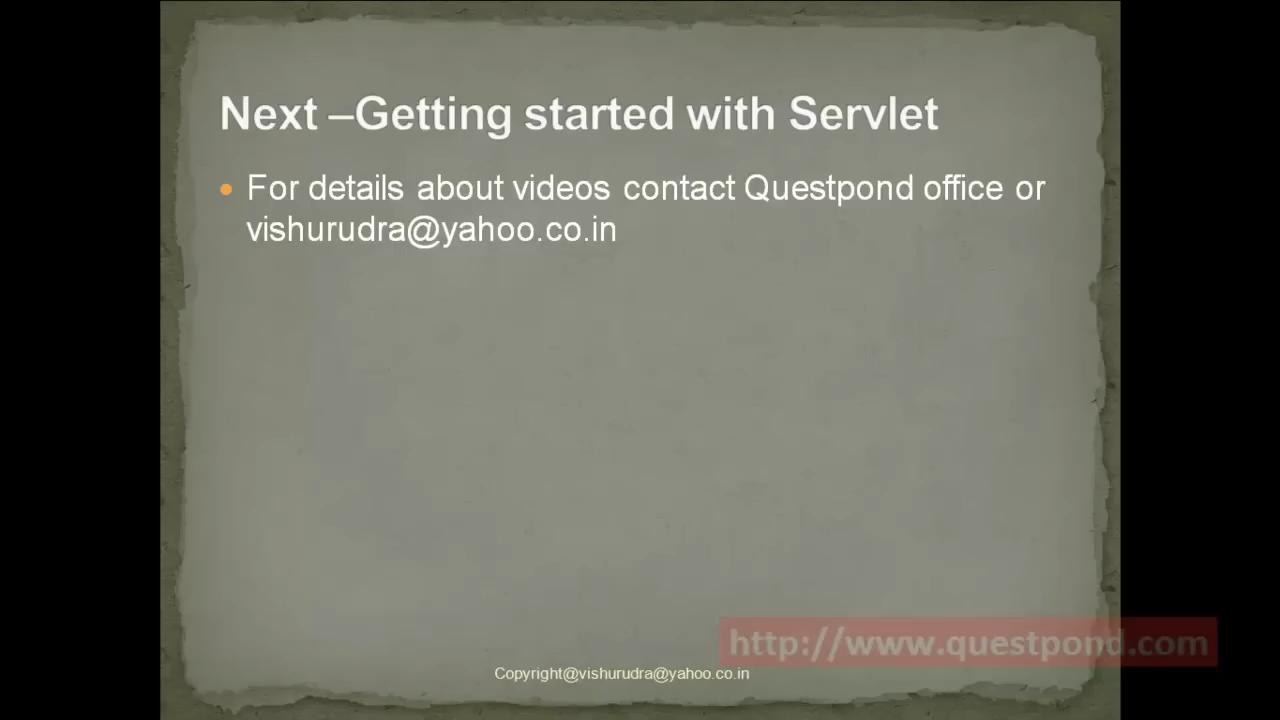 Next –Getting started with Servlet
For details about videos contact Questpond office or
vishurudra@yahoo.co.in
http://www.questpond.com
Copyright@vishurudra@yahoo.co.in